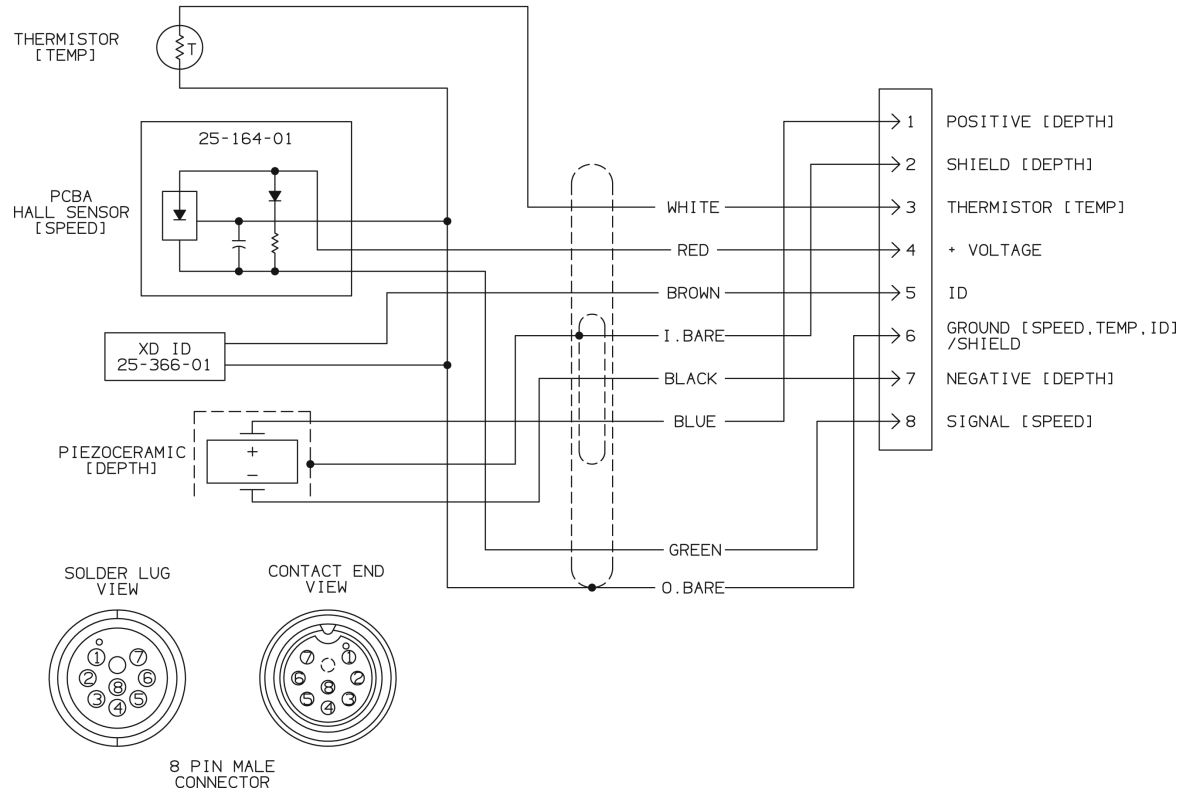 THERMISTOR
[TEMP]
T
25-164-01
PCBA
HALL SENSOR
[SPEED]
XD ID
25-366-01
PIEZOCERAMIC
[DEPTH]
+
−
WHITE
RED
BROWN
I.BARE
BLACK
BLUE
GREEN
O.BARE
1 POSITIVE [DEPTH]
2 SHIELD [DEPTH]
3 THERMISTOR [TEMP]
4 + VOLTAGE
5 ID
6 GROUND [SPEED,TEMP,ID]
/SHIELD
7 NEGATIVE [DEPTH]
8 SIGNAL [SPEED]
SOLDER LUG
VIEW
1 7
2 6
8
3 5
4
CONTACT END
VIEW
7 1
6 2
8
5 3
4
8 PIN MALE
CONNECTOR